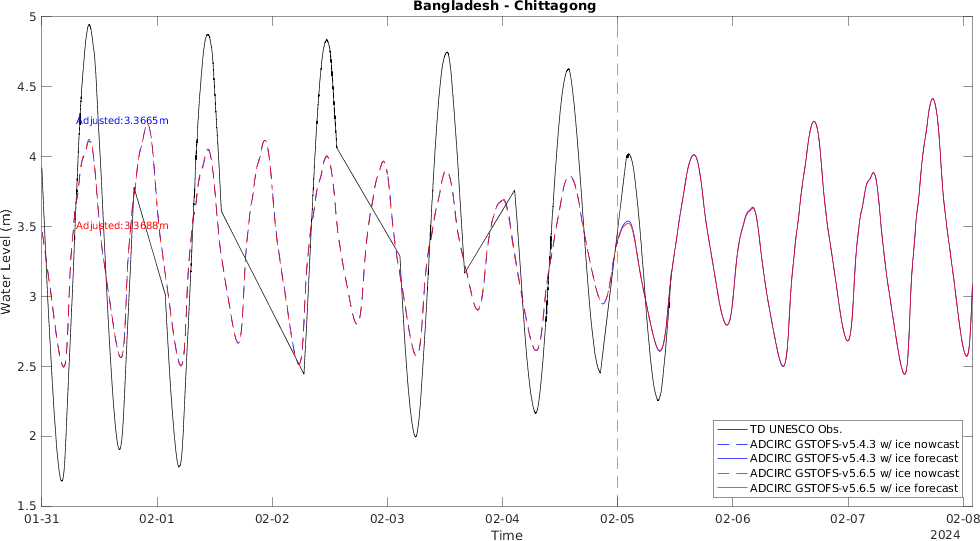 Bangladesh - Chittagong
5
4.5
4
3.5
3
2.5
2
1.5
Water Level (m)
Adjusted:3.3665m
Adjusted:3.3688m
TD UNESCO Obs.
ADCIRC GSTOFS-v5.4.3 w/ ice nowcast
ADCIRC GSTOFS-v5.4.3 w/ ice forecast
ADCIRC GSTOFS-v5.6.5 w/ ice nowcast
ADCIRC GSTOFS-v5.6.5 w/ ice forecast
01-31 02-01 02-02 02-03 02-04 02-05 02-06 02-07 02-08
Time
2024